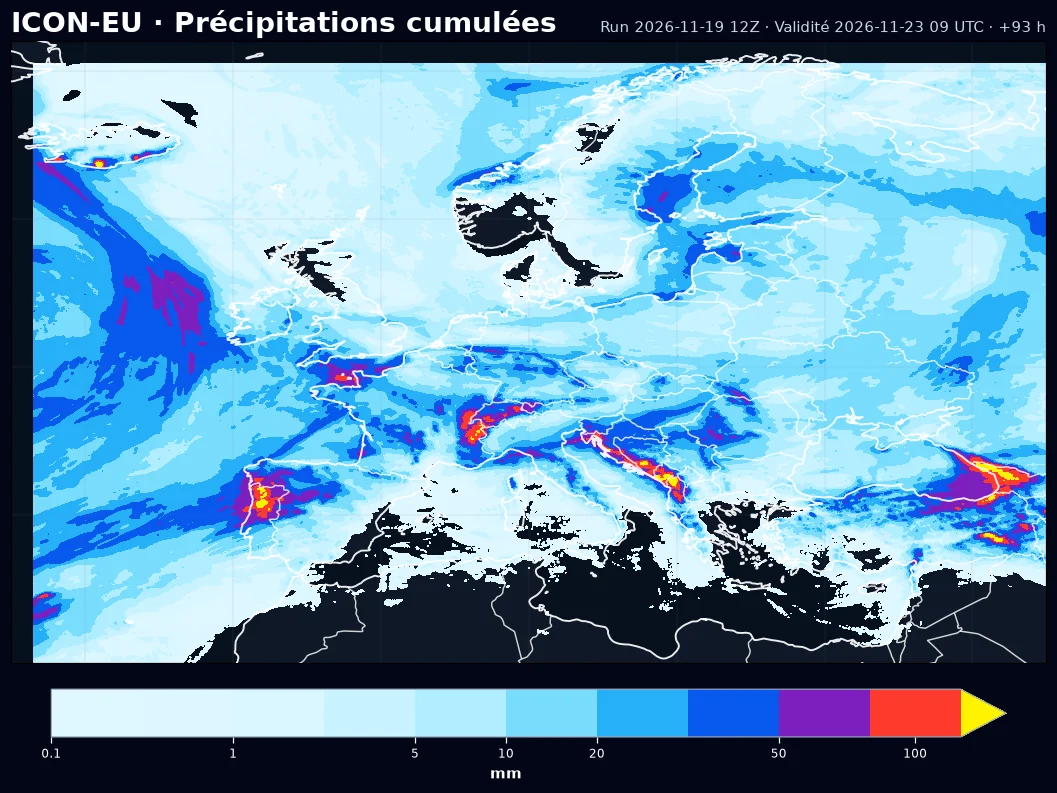 ICON-EU · Précipitations cumulées
Run 2026-11-19 12Z · Validité 2026-11-23 09 UTC · +93 h
0.1 1 5 10 20 50 100
mm